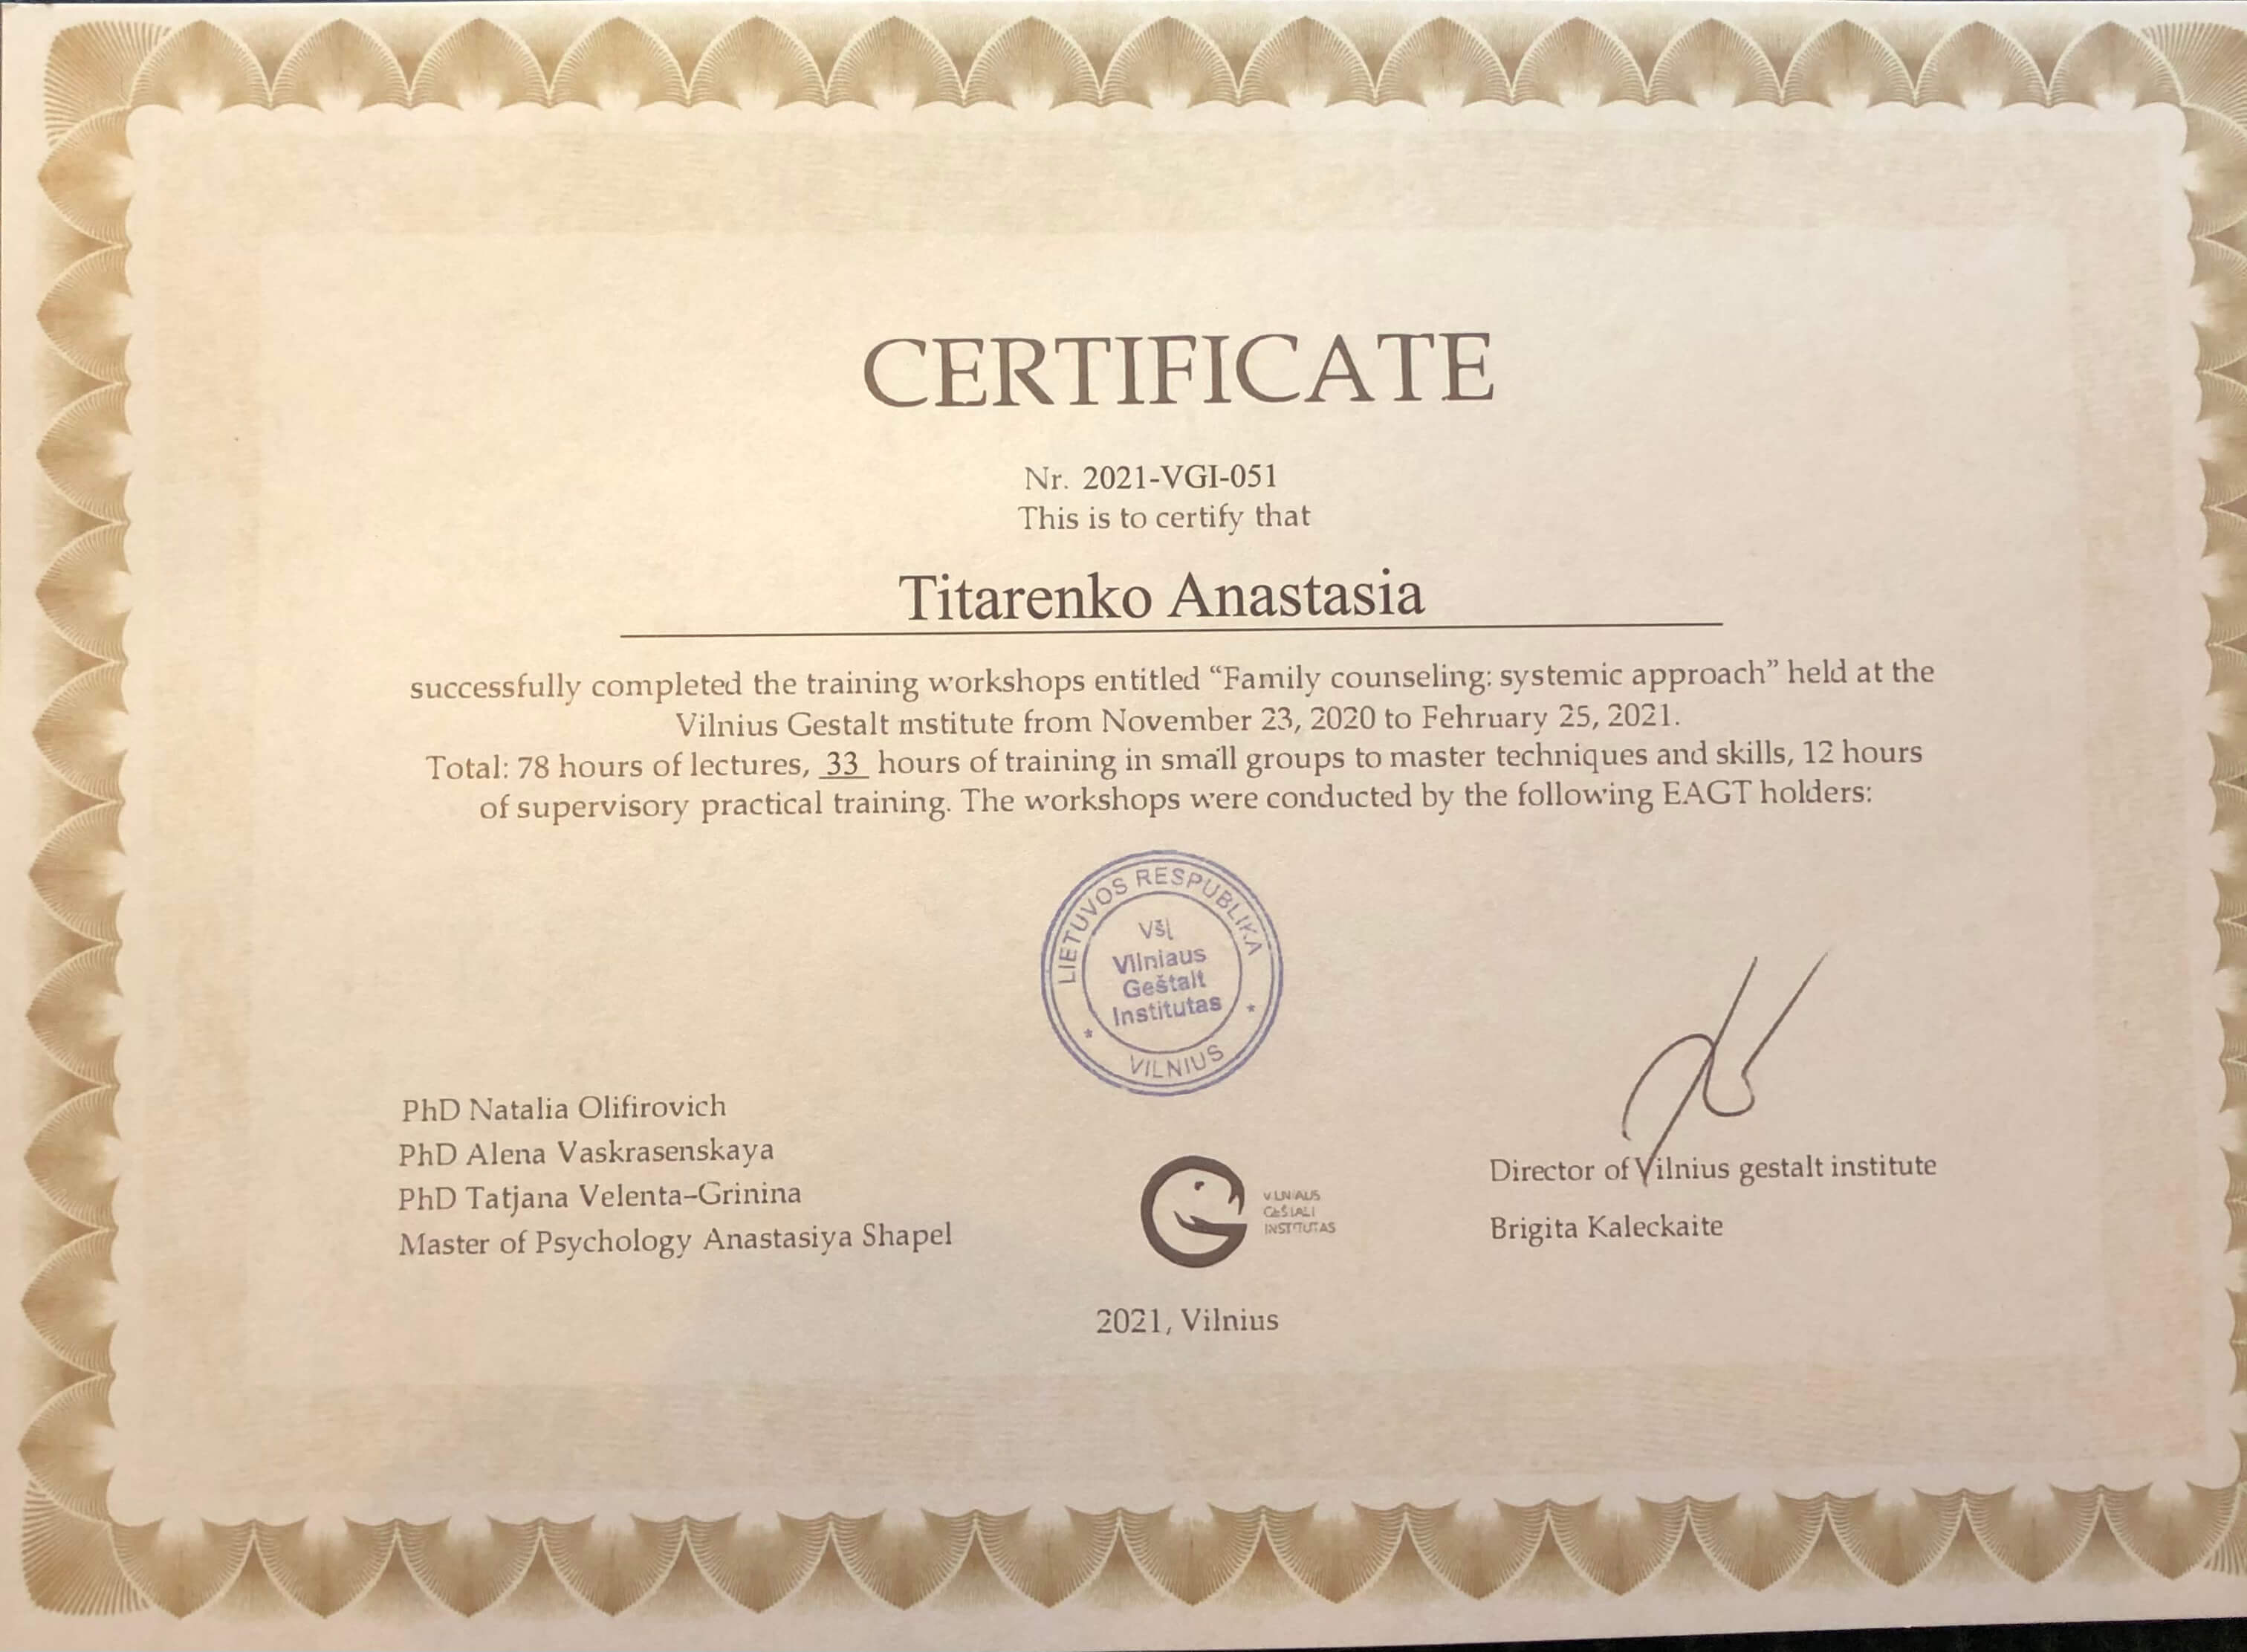 CERTIFICATE
Nr. 2021-VGI-051
This is to certify that
Titarenko Anastasia
successfully completed the training workshops entitled “Family counseling: systemic approach” held at the
Vilnius Gestalt mstitute from November 23, 2020 to Fehruary 25, 2021.
Total: 78 hours of lectures, 33 hours of training in small groups to master techniques and skills, 12 hours
of supervisory practical training. The workshops were conducted by the following EAGT holders:
LIETUVOS RESPUBLIKA
VšĮ
Vilniaus
Geštalt
Institutas
* VILNIUS *
PhD Natalia Olifirovich
PhD Alena Vaskrasenskaya
PhD Tatjana Velenta-Grinina
Master of Psychology Anastasiya Shapel
VILNIAUS
INSTITUTAS
Director of Vilnius gestalt institute
Brigita Kaleckaite
2021, Vilnius